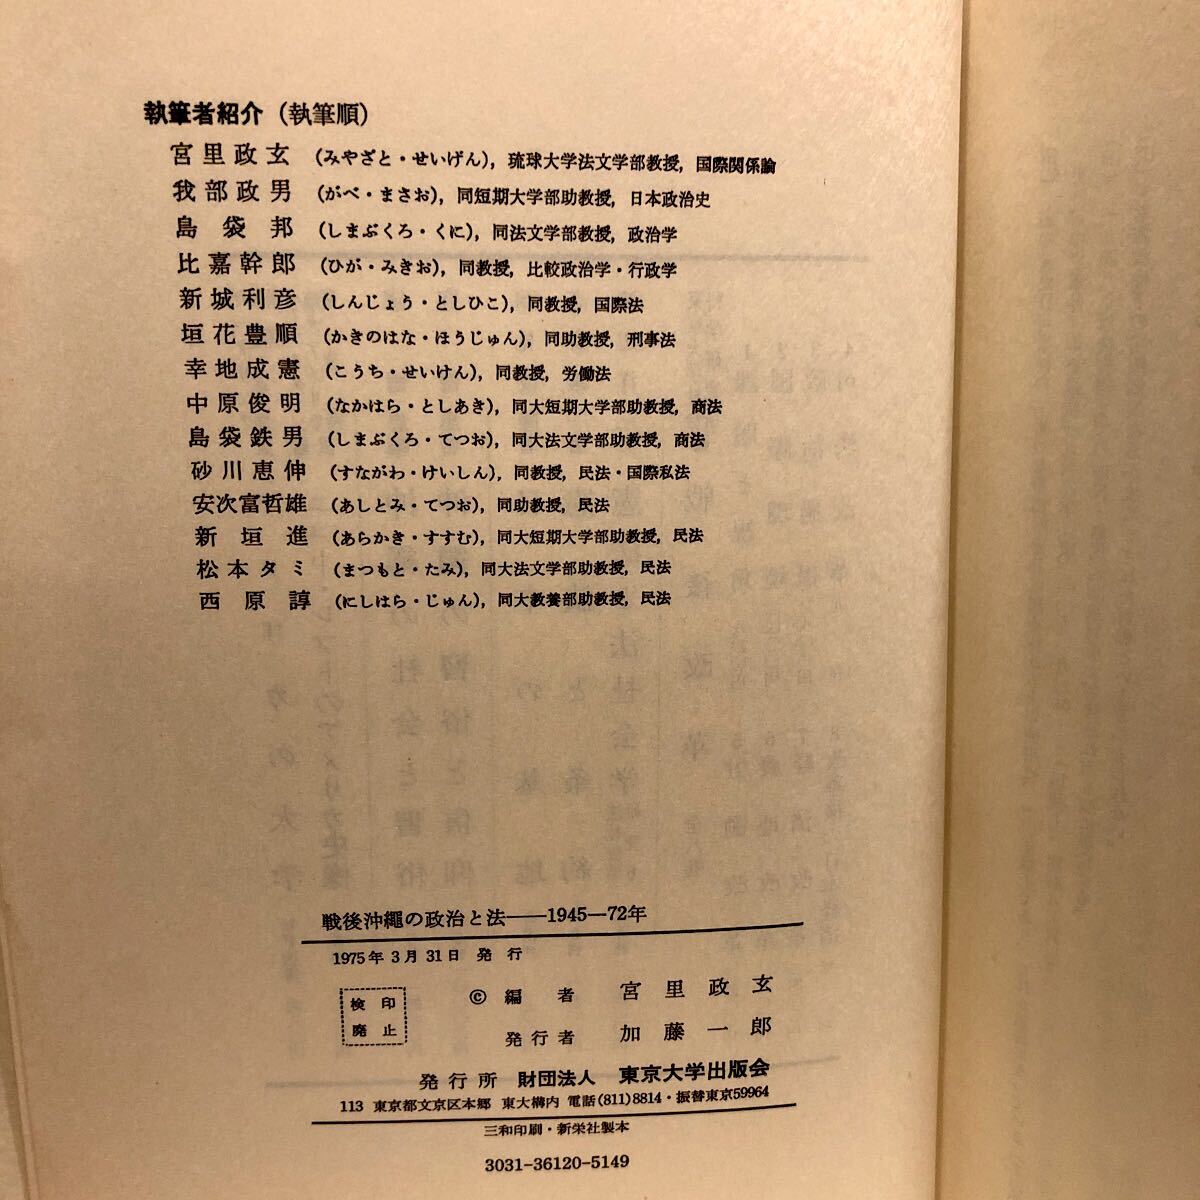 執筆者紹介 (執筆順)
宮里政玄 (みやざと・せいげん), 琉球大学法文学部教授, 国際関係論
我部政男 (がべ・まさお), 同短期大学部助教授, 日本政治史
島袋邦 (しまぶくろ・くに), 同法文学部教授, 政治学
比嘉幹郎 (ひが・みきお), 同教授, 比較政治学・行政学
新城利彦 (しんじょう・としひこ), 同教授, 国際法
垣花豊順 (かきのはな・ほうじゅん), 同助教授, 刑事法
幸地成憲 (こうち・せいけん), 同教授, 労働法
中原俊明 (なかはら・としあき), 同大短期大学部助教授, 商法
島袋鉄男 (しまぶくろ・てつお), 同大法文学部助教授, 商法
砂川恵伸 (すながわ・けいしん), 同教授, 民法・国際私法
安次富哲雄 (あしとみ・てつお), 同助教授, 民法
新垣進 (あらかき・すすむ), 同大短期大学部助教授, 民法
松本タミ (まつもと・たみ), 同大法文学部助教授, 民法
西原諄 (にしはら・じゅん), 同大教養部助教授, 民法
戦後沖縄の政治と法——1945—72年
1975年3月31日 発行
検印
廃止
© 編者 宮里政玄
発行者 加藤一郎
発行所 財団法人 東京大学出版会
113 東京都文京区本郷 東大構内 電話(811)8814・振替東京59964
三和印刷・新栄社製本
3031-36120-5149